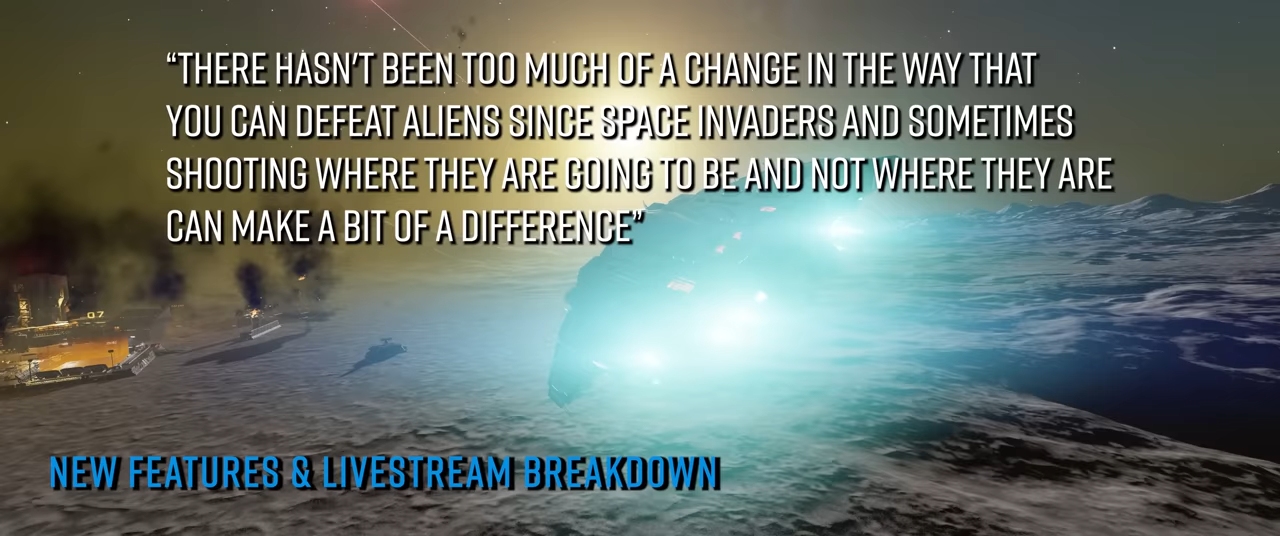 “THERE HASN'T BEEN TOO MUCH OF A CHANGE IN THE WAY THAT
YOU CAN DEFEAT ALIENS SINCE SPACE INVADERS AND SOMETIMES
SHOOTING WHERE THEY ARE GOING TO BE AND NOT WHERE THEY ARE
CAN MAKE A BIT OF A DIFFERENCE”
07
NEW FEATURES & LIVESTREAM BREAKDOWN